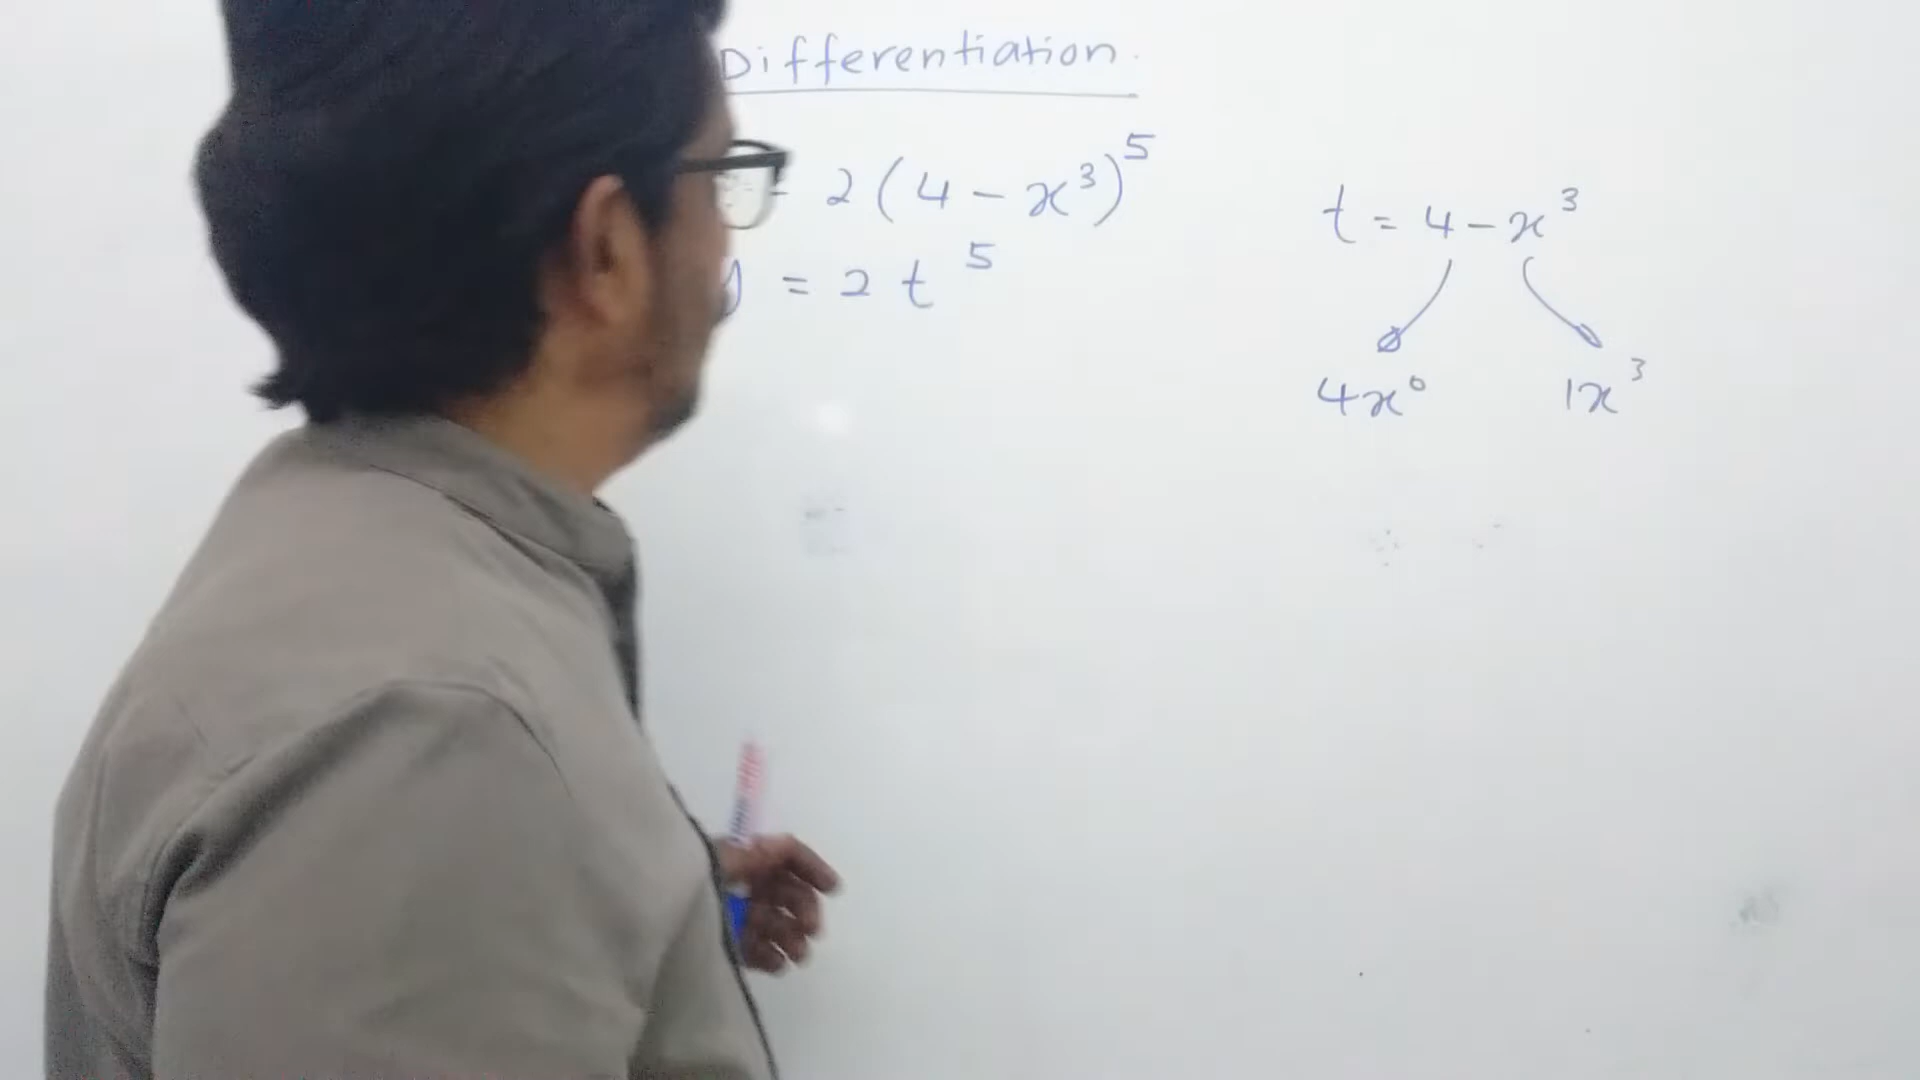 Differentiation.
2(4-x³)⁵
y = 2t⁵
t = 4-x³
4x⁰ 1x³